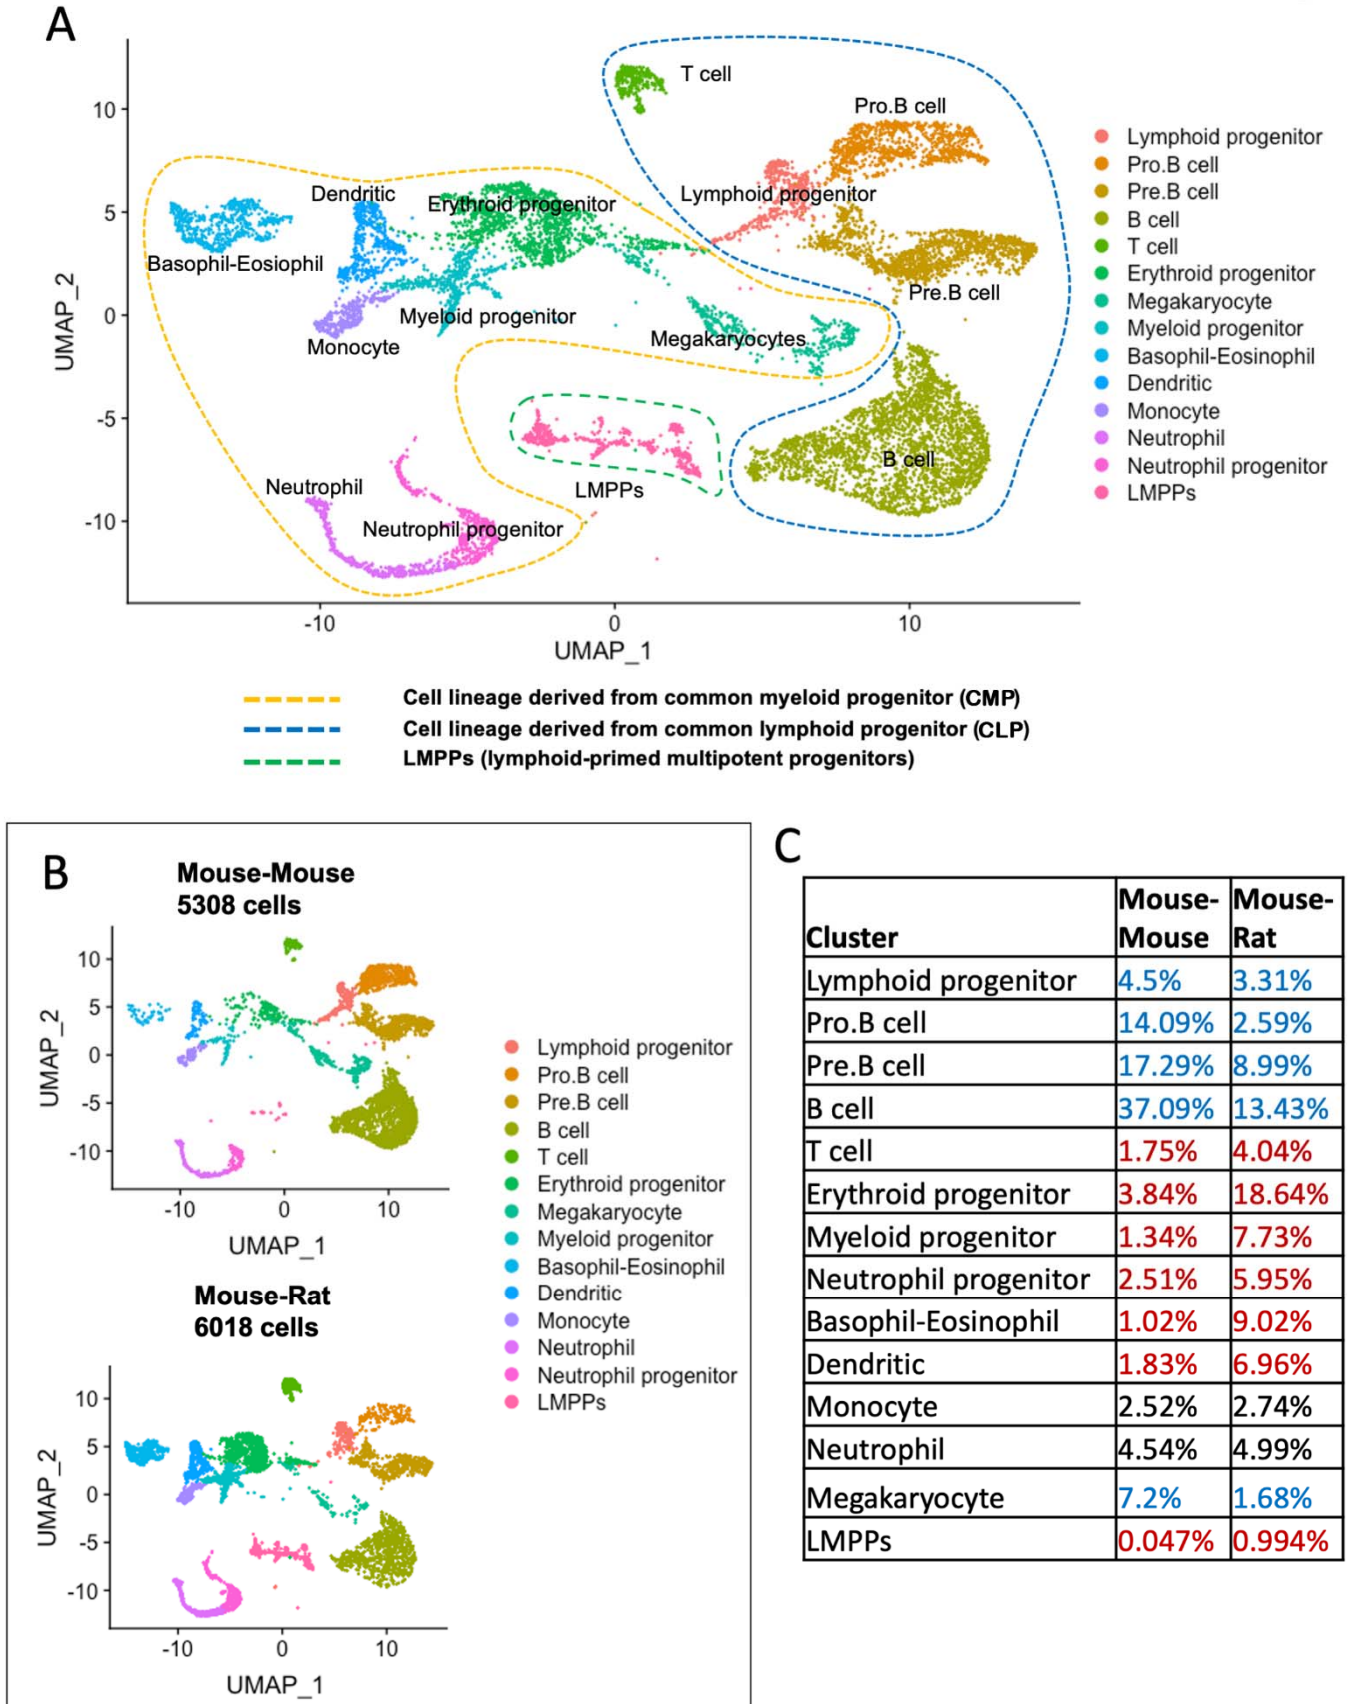 A
T cell
Pro.B cell
Dendritic
Erythroid progenitor
Lymphoid progenitor
Basophil-Eosiophil
Pre.B cell
Myeloid progenitor
Monocyte
Megakaryocytes
B cell
Neutrophil
LMPPs
Neutrophil progenitor
UMAP_2
10
5
0
-5
-10
-10
0
10
UMAP_1
Lymphoid progenitor
Pro.B cell
Pre.B cell
B cell
T cell
Erythroid progenitor
Megakaryocyte
Myeloid progenitor
Basophil-Eosinophil
Dendritic
Monocyte
Neutrophil
Neutrophil progenitor
LMPPs
Cell lineage derived from common myeloid progenitor (CMP)
Cell lineage derived from common lymphoid progenitor (CLP)
LMPPs (lymphoid-primed multipotent progenitors)
B
Mouse-Mouse
5308 cells
UMAP_2
10
5
0
-5
-10
-10
0
10
UMAP_1
Mouse-Rat
6018 cells
UMAP_2
10
5
0
-5
-10
-10
0
10
UMAP_1
Lymphoid progenitor
Pro.B cell
Pre.B cell
B cell
T cell
Erythroid progenitor
Megakaryocyte
Myeloid progenitor
Basophil-Eosinophil
Dendritic
Monocyte
Neutrophil
Neutrophil progenitor
LMPPs
C
Cluster Mouse-Mouse Mouse-Rat
Lymphoid progenitor 4.5% 3.31%
Pro.B cell 14.09% 2.59%
Pre.B cell 17.29% 8.99%
B cell 37.09% 13.43%
T cell 1.75% 4.04%
Erythroid progenitor 3.84% 18.64%
Myeloid progenitor 1.34% 7.73%
Neutrophil progenitor 2.51% 5.95%
Basophil-Eosinophil 1.02% 9.02%
Dendritic 1.83% 6.96%
Monocyte 2.52% 2.74%
Neutrophil 4.54% 4.99%
Megakaryocyte 7.2% 1.68%
LMPPs 0.047% 0.994%